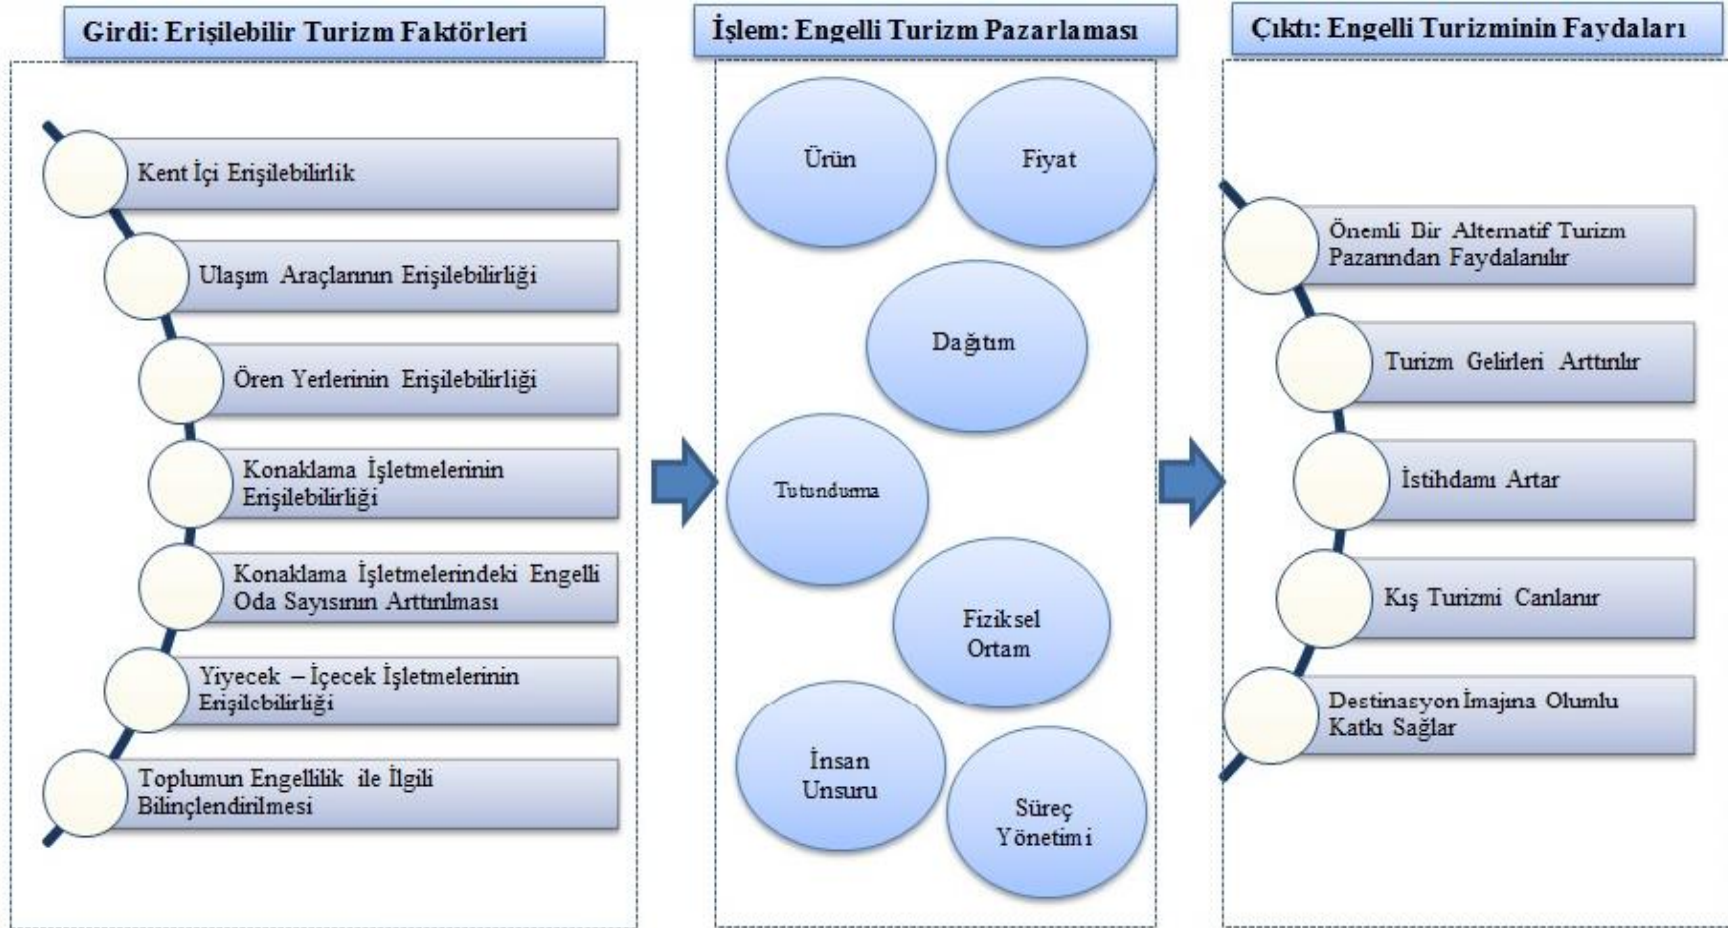 Girdi: Erişilebilir Turizm Faktörleri
Kent İçi Erişilebilirlik
Ulaşım Araçlarının Erişilebilirliği
Ören Yerlerinin Erişilebilirliği
Konaklama İşletmelerinin
Erişilebilirliği
Konaklama İşletmelerindeki Engelli
Oda Sayısının Arttırılması
Yiyecek – İçecek İşletmelerinin
Erişilebilirliği
Toplumun Engellilik ile İlgili
Bilinçlendirilmesi
İşlem: Engelli Turizm Pazarlaması
Ürün
Fiyat
Dağıtım
Tutundurma
Fiziksel
Ortam
İnsan
Unsuru
Süreç
Yönetimi
Çıktı: Engelli Turizminin Faydaları
Önemli Bir Alternatif Turizm
Pazarından Faydalanılır
Turizm Gelirleri Arttırılır
İstihdamı Artar
Kış Turizmi Canlanır
Destinasyon İmajına Olumlu
Katkı Sağlar